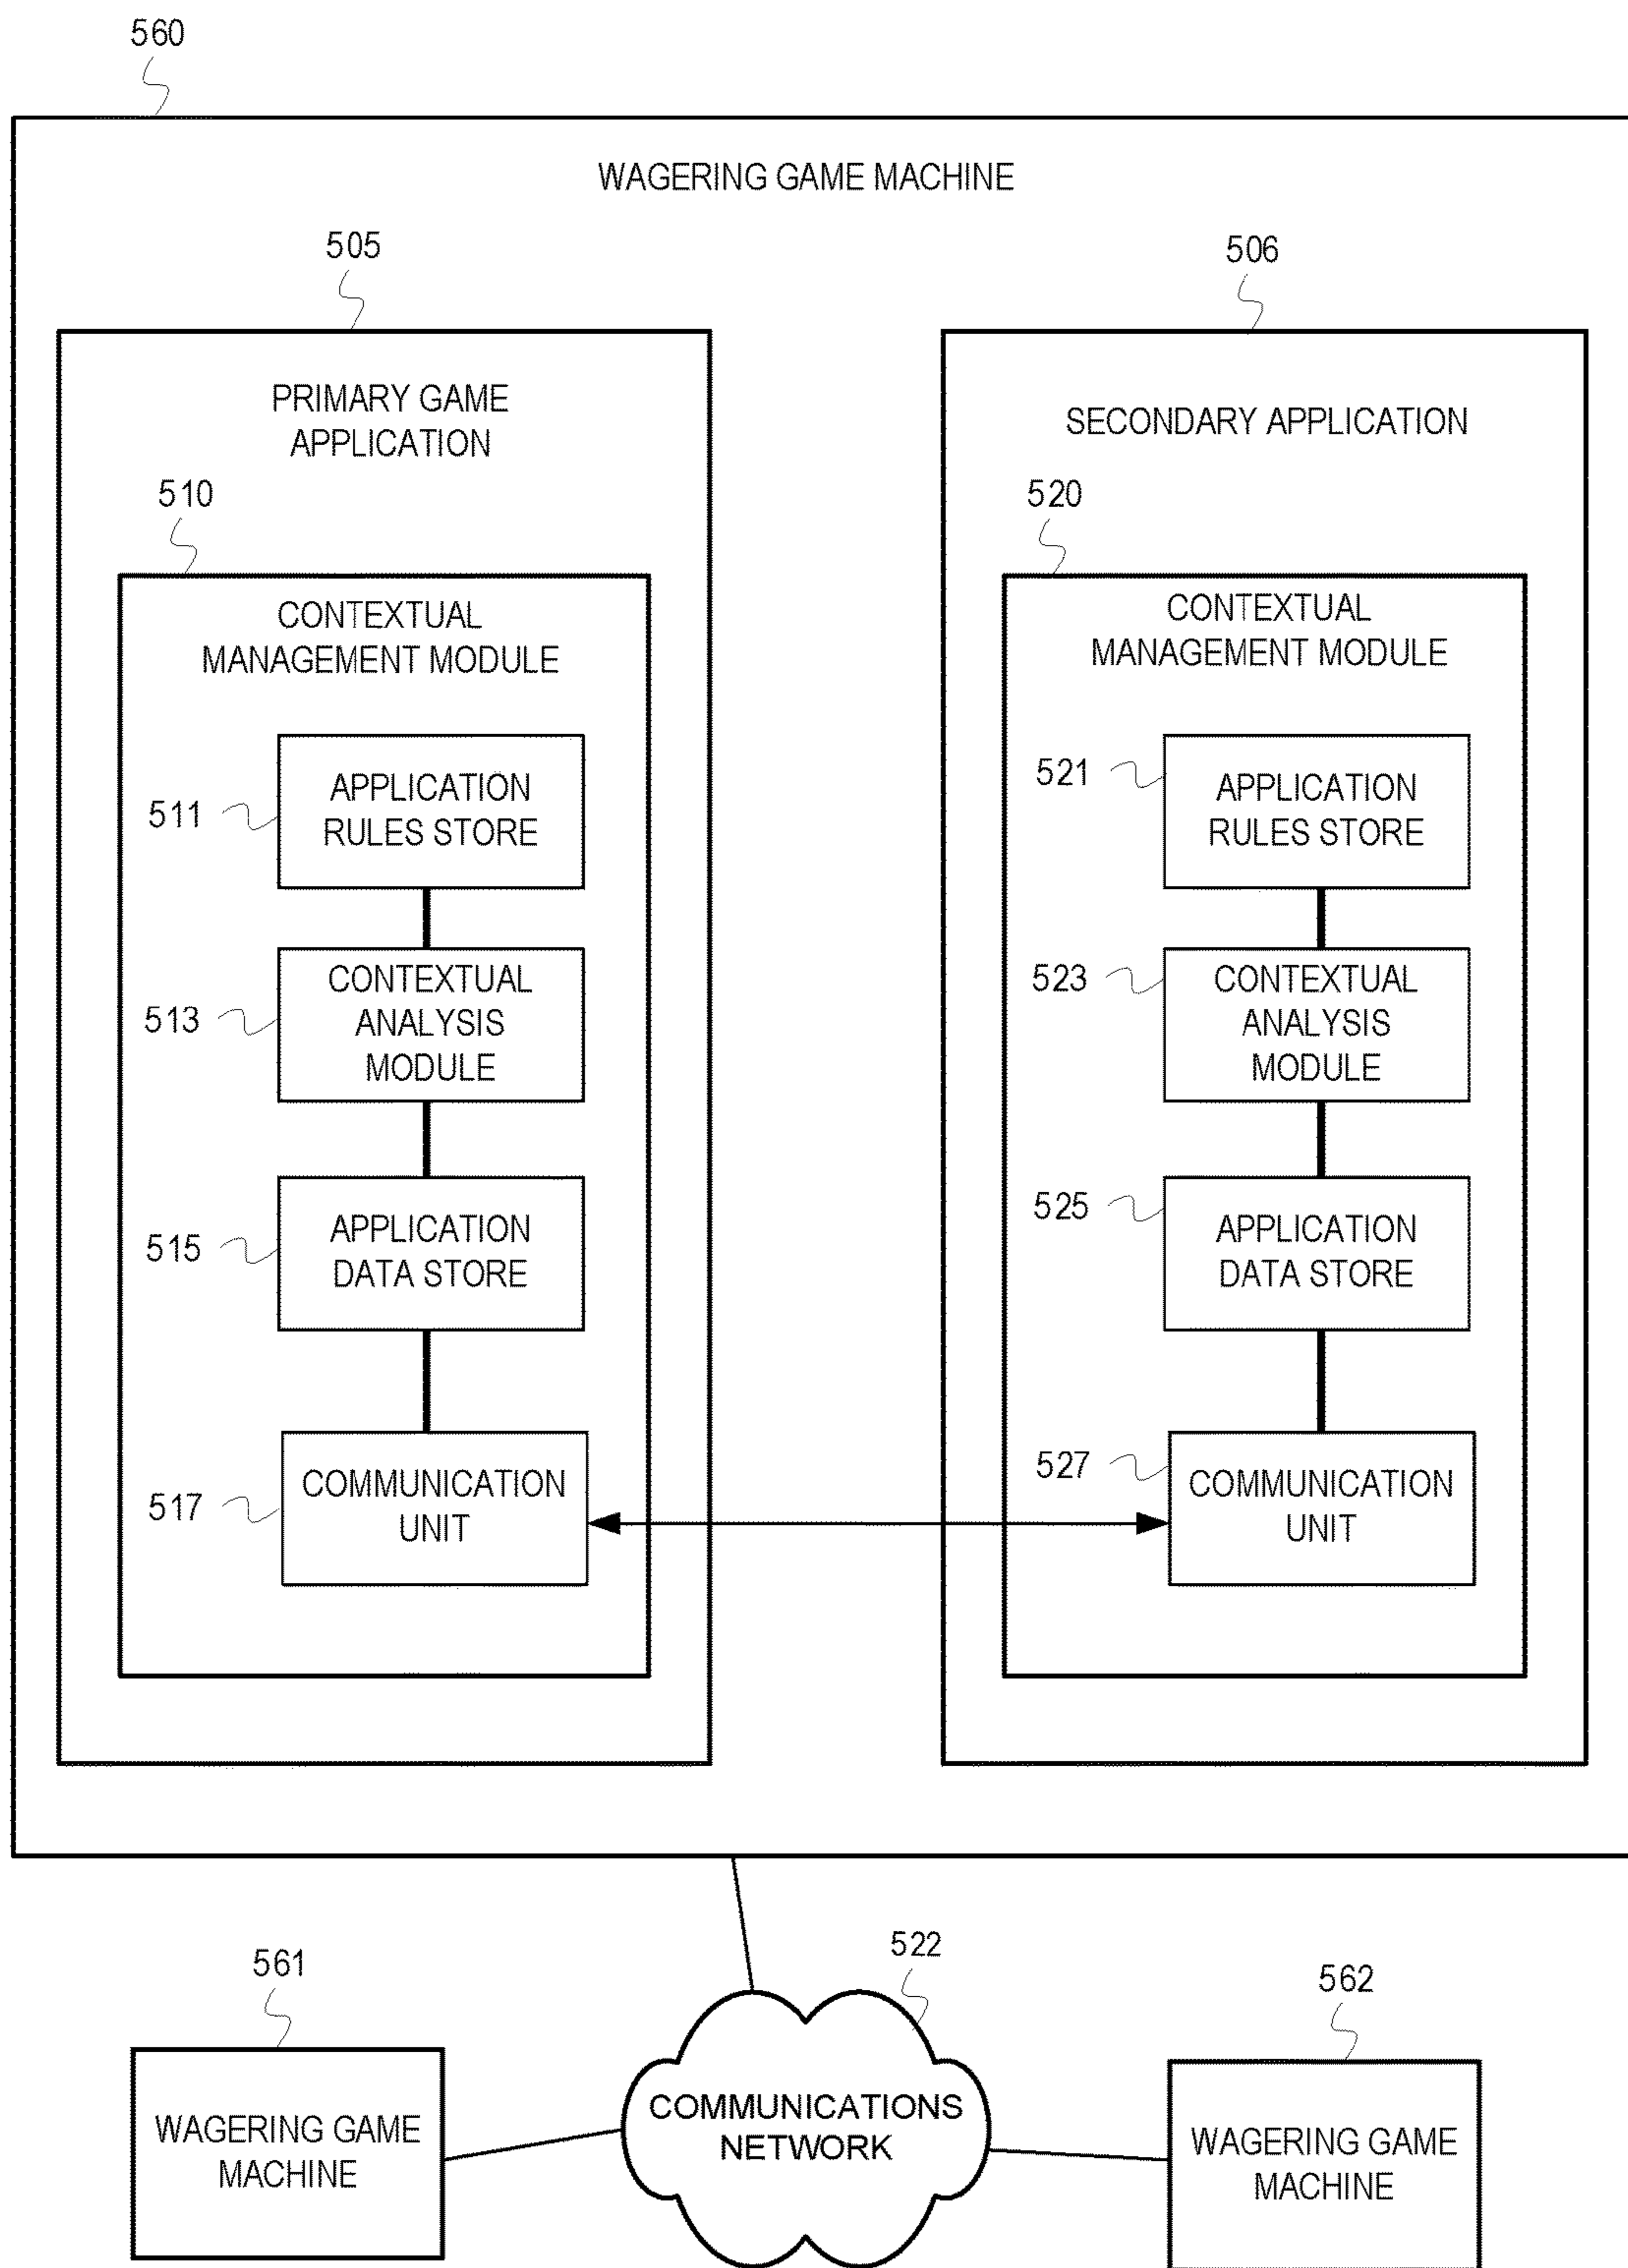 560
WAGERING GAME MACHINE
505
506
PRIMARY GAME
APPLICATION
SECONDARY APPLICATION
510
520
CONTEXTUAL
MANAGEMENT MODULE
CONTEXTUAL
MANAGEMENT MODULE
511
APPLICATION
RULES STORE
521
APPLICATION
RULES STORE
513
CONTEXTUAL
ANALYSIS
MODULE
523
CONTEXTUAL
ANALYSIS
MODULE
515
APPLICATION
DATA STORE
525
APPLICATION
DATA STORE
517
COMMUNICATION
UNIT
527
COMMUNICATION
UNIT
561
522
562
WAGERING GAME
MACHINE
COMMUNICATIONS
NETWORK
WAGERING GAME
MACHINE